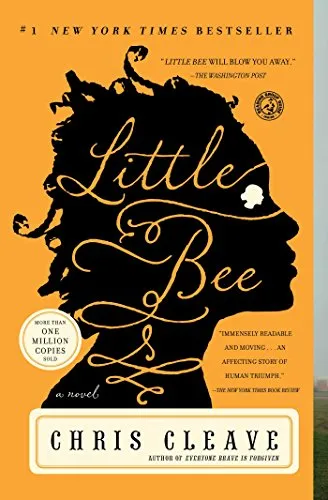 #1 NEW YORK TIMES BESTSELLER
"LITTLE BEE WILL BLOW YOU AWAY."
—THE WASHINGTON POST
Little
Bee
MORE THAN
ONE
MILLION
COPIES
SOLD
"IMMENSELY READABLE
AND MOVING . . . AN
AFFECTING STORY OF
HUMAN TRIUMPH."
—THE NEW YORK TIMES BOOK REVIEW
a novel
CHRIS CLEAVE
AUTHOR OF EVERYONE BRAVE IS FORGIVEN